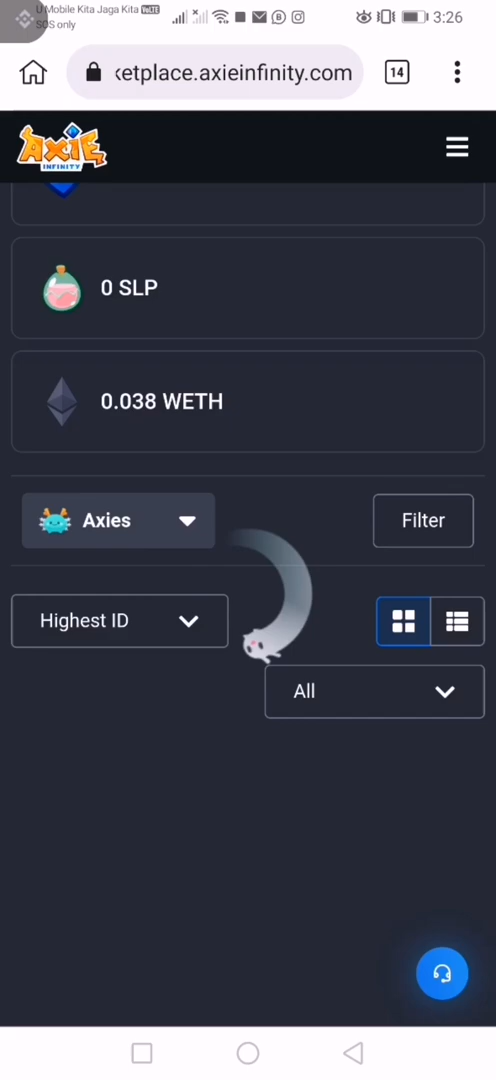 U Mobile Kita Jaga Kita VoLTE
SOS only
3:26
ketplace.axieinfinity.com
14
AXIE
INFINITY
0 SLP
0.038 WETH
Axies
Filter
Highest ID
All